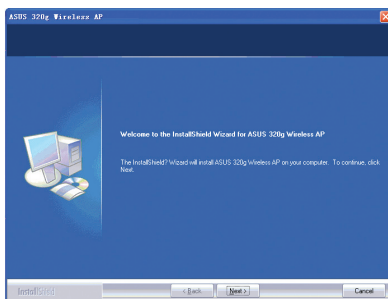 ASUS 320g Wireless AP
Welcome to the InstallShield Wizard for ASUS 320g Wireless AP
The InstallShield? Wizard will install ASUS 320g Wireless AP on your computer. To continue, click
Next.
InstallShield
< Back
Next >
Cancel